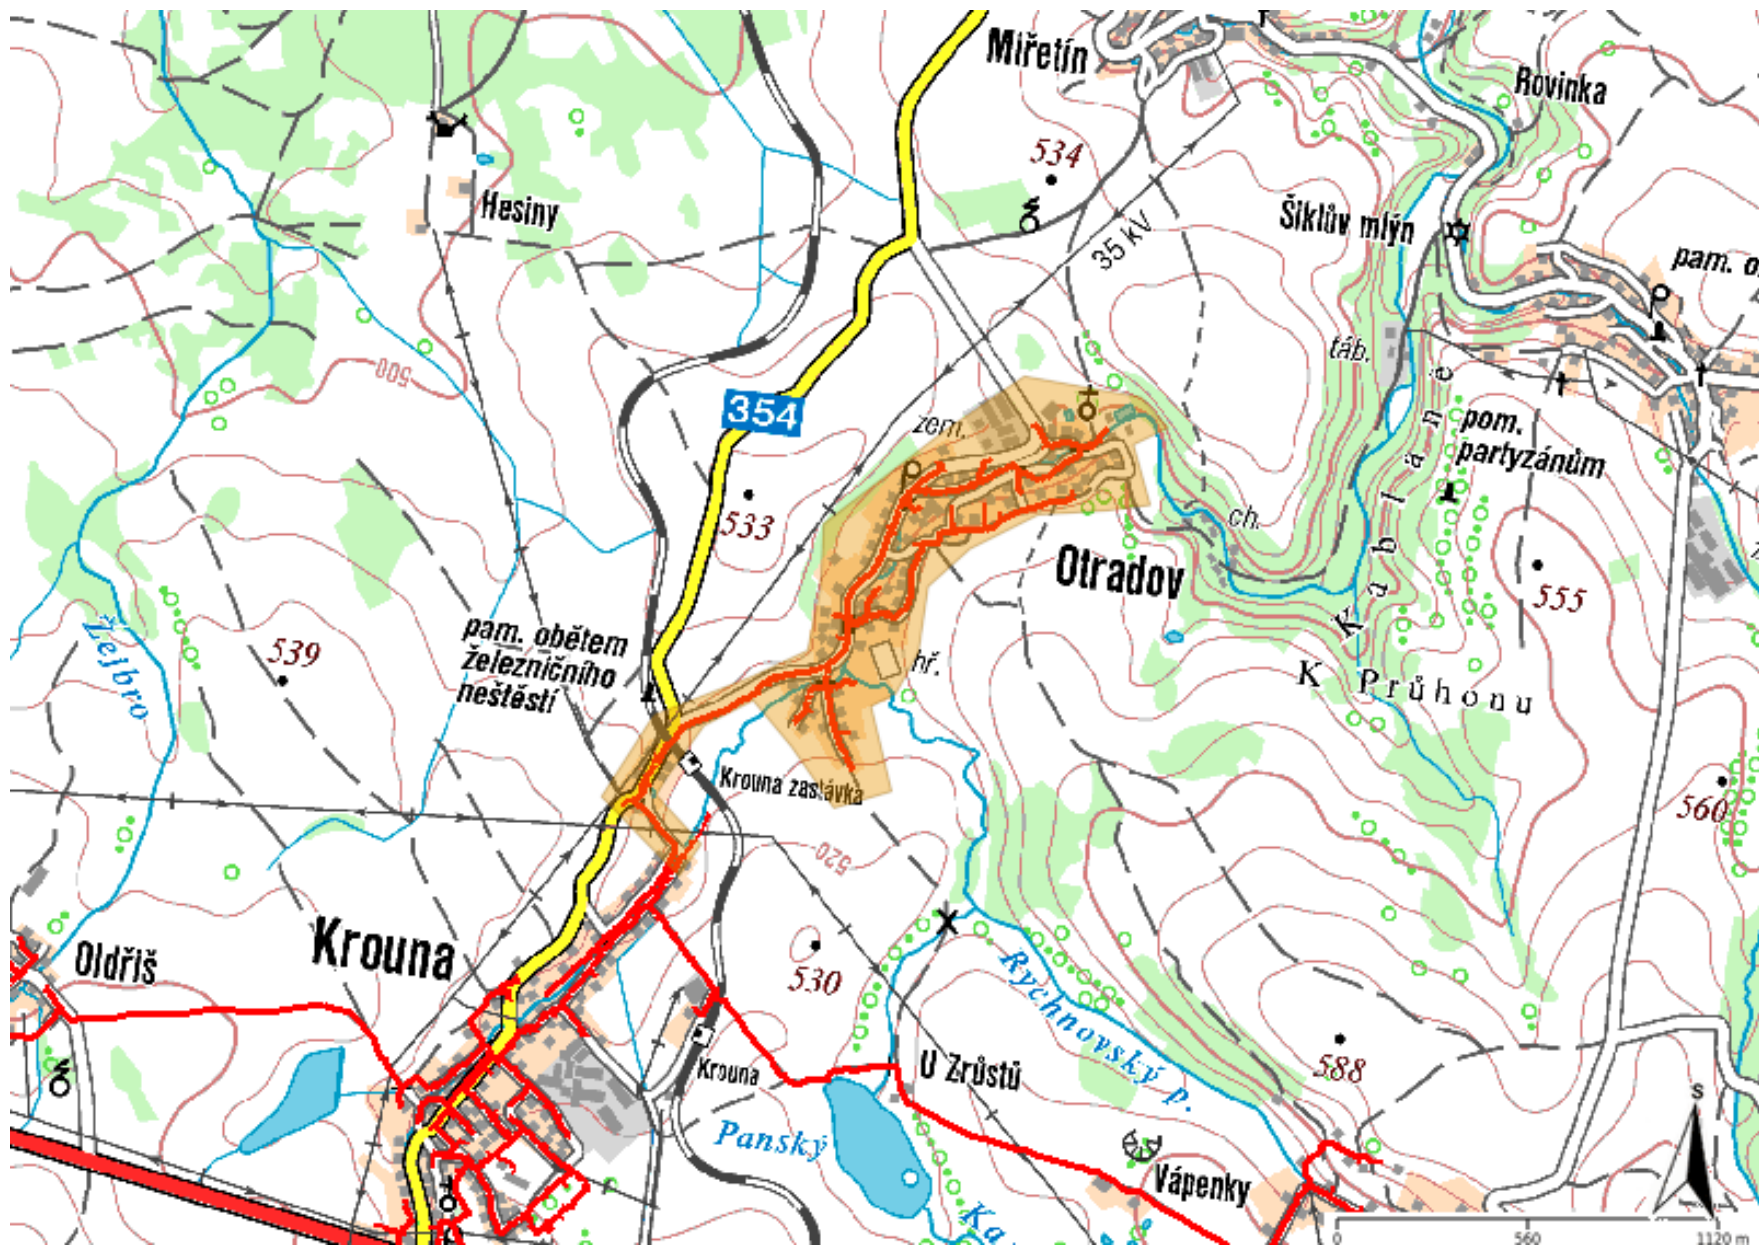 Miřetín
Rovinka
534
Hesiny
Šiklův mlýn
35 kV
pam. o
táb.
500
354
zem.
pom.
partyzánům
533
ch.
Otradov
555
Kablaně
Žejbro
539
pam. obětem
železničního
neštěstí
hř.
K Průhonu
Krouna zastávka
560
520
Krouna
Oldřiš
530
Rychnovský p.
588
Krouna
U Zrůstů
Panský
Vápenky
Ka
S
560
1120 m